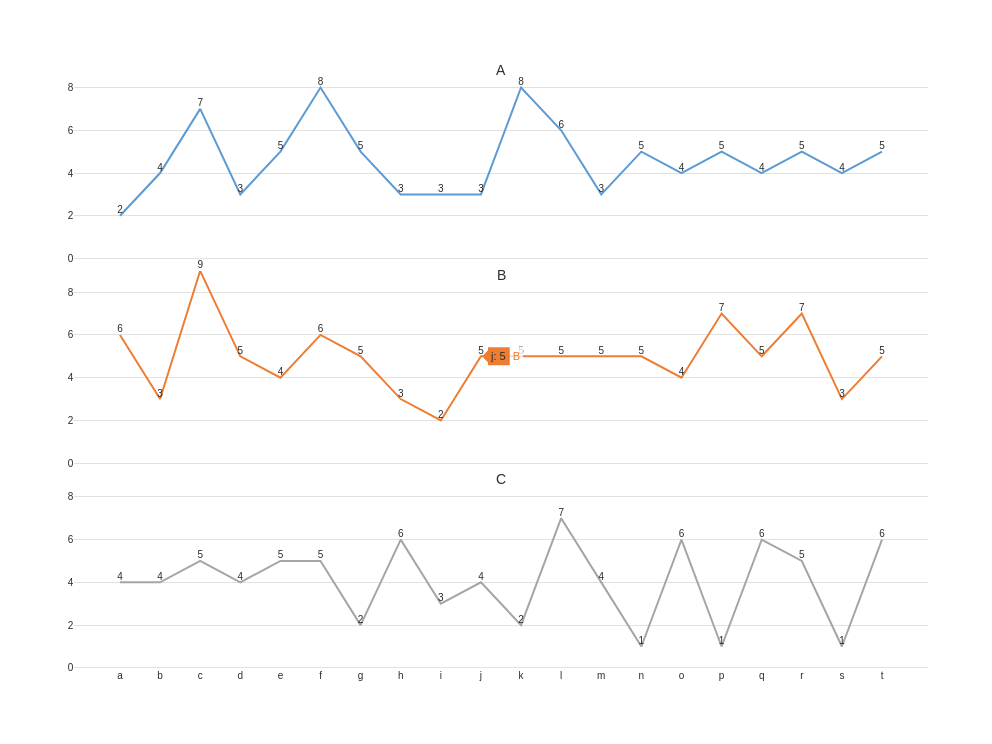 A
8
8 8
7
6 6
5 5 5 5 5 5
4 4 4 4 4
3 3 3 3 3
2 2
0
9
B
8
7 7
6 6 6
5 5 5 j: 5 B 5 5 5 5 5 5
4 4 4
3 3 3
2 2
0
C
8
7
6 6 6 6 6
5 5 5 5
4 4 4 4 4 4
3
2 2 2
1 1 1
0
a b c d e f g h i j k l m n o p q r s t